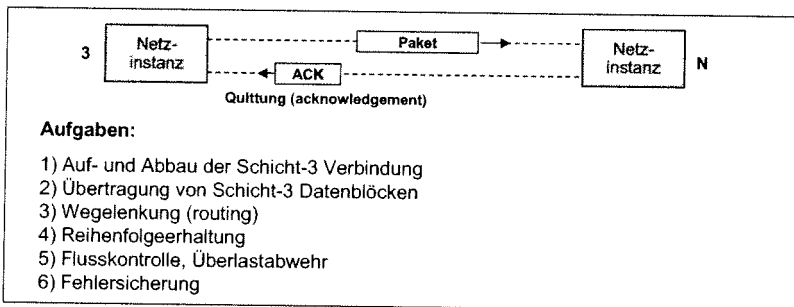 3
Netz-
instanz
Paket
Netz-
instanz
N
ACK
Quittung (acknowledgement)
Aufgaben:
1) Auf- und Abbau der Schicht-3 Verbindung
2) Übertragung von Schicht-3 Datenblöcken
3) Wegelenkung (routing)
4) Reihenfolgeerhaltung
5) Flusskontrolle, Überlastabwehr
6) Fehlersicherung